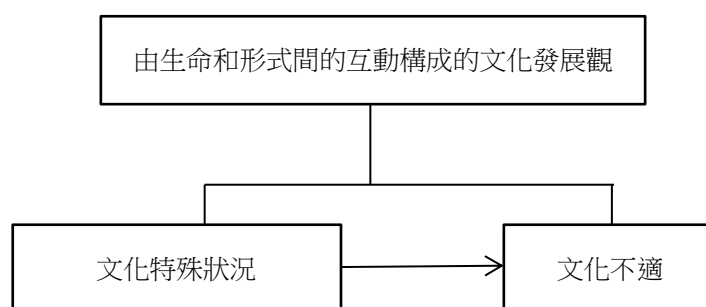 由生命和形式間的互動構成的文化發展觀
文化特殊狀況
文化不適